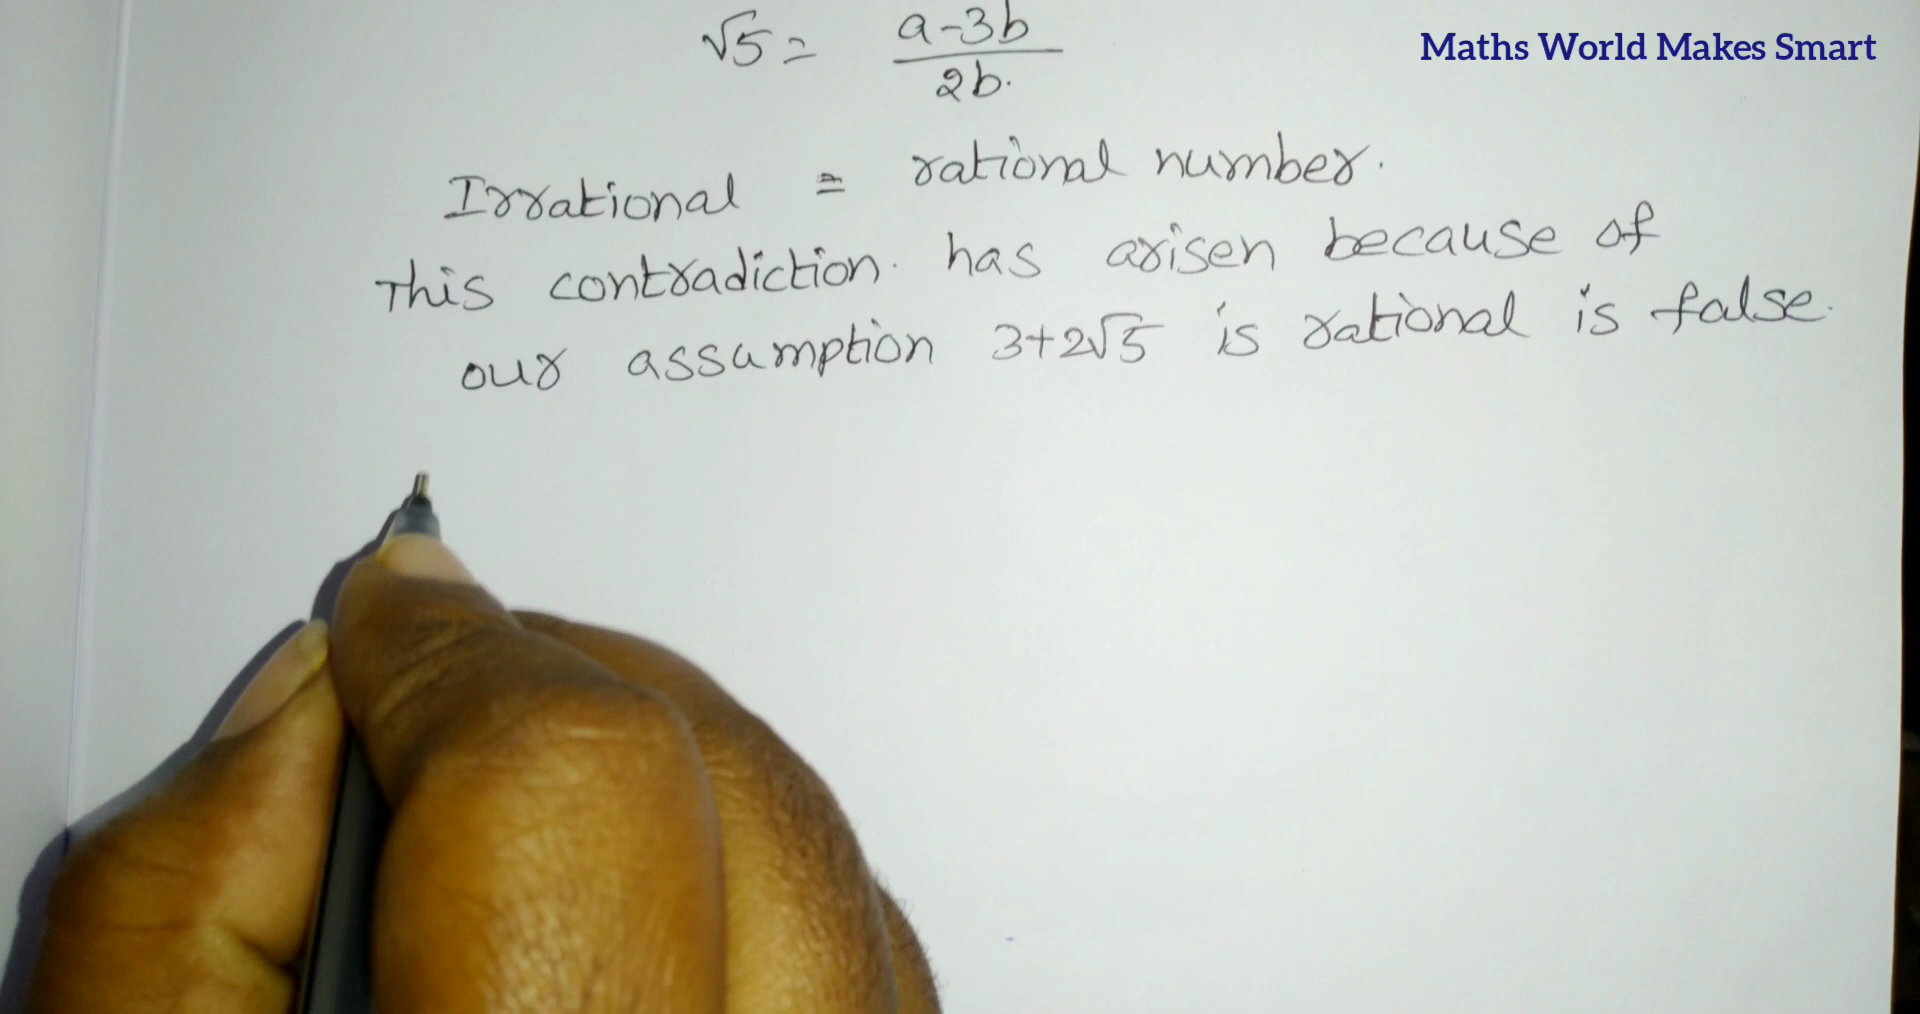 √5 = (a-3b)/2b.
Maths World Makes Smart
Irrational = rational number.
This contradiction. has arisen because of
our assumption 3+2√5 is rational is false.